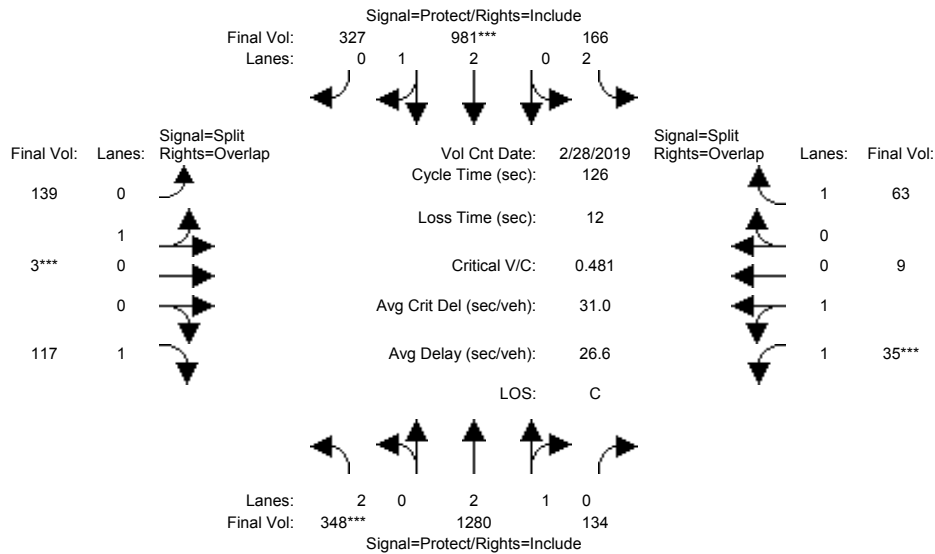 Signal=Protect/Rights=Include
Final Vol: 327 981*** 166
Lanes: 0 1 2 0 2
Signal=Split
Final Vol: Lanes: Rights=Overlap
Vol Cnt Date: 2/28/2019
Signal=Split
Rights=Overlap Lanes: Final Vol:
Cycle Time (sec): 126
139 0
1 63
Loss Time (sec): 12
1
0
3*** 0
Critical V/C: 0.481
0 9
0
Avg Crit Del (sec/veh): 31.0
1
117 1
Avg Delay (sec/veh): 26.6
1 35***
LOS: C
Lanes: 2 0 2 1 0
Final Vol: 348*** 1280 134
Signal=Protect/Rights=Include